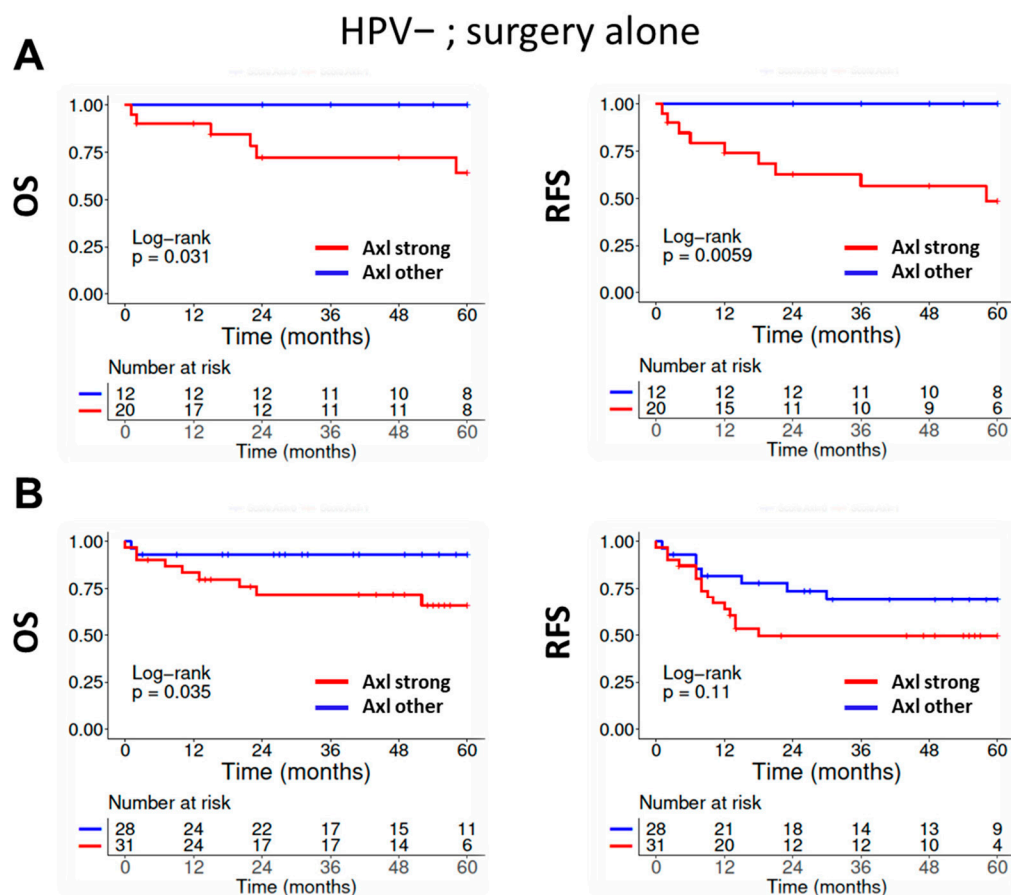 HPV− ; surgery alone
A
OS
1.00
0.75
0.50
0.25
0.00
Log−rank
p = 0.031
Axl strong
Axl other
0 12 24 36 48 60
Time (months)
Number at risk
12 12 12 11 10 8
20 17 12 11 11 8
0 12 24 36 48 60
Time (months)
RFS
1.00
0.75
0.50
0.25
0.00
Log−rank
p = 0.0059
Axl strong
Axl other
0 12 24 36 48 60
Time (months)
Number at risk
12 12 12 11 10 8
20 15 11 10 9 6
0 12 24 36 48 60
Time (months)
B
OS
1.00
0.75
0.50
0.25
0.00
Log−rank
p = 0.035
Axl strong
Axl other
0 12 24 36 48 60
Time (months)
Number at risk
28 24 22 17 15 11
31 24 17 17 14 6
0 12 24 36 48 60
Time (months)
RFS
1.00
0.75
0.50
0.25
0.00
Log−rank
p = 0.11
Axl strong
Axl other
0 12 24 36 48 60
Time (months)
Number at risk
28 21 18 14 13 9
31 20 12 12 10 4
0 12 24 36 48 60
Time (months)